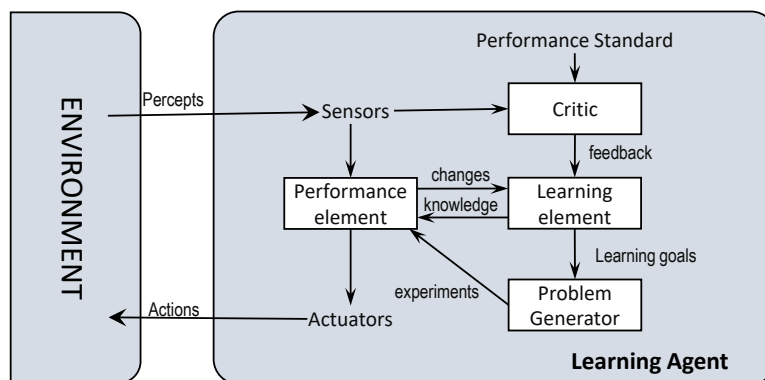 ENVIRONMENT
Performance Standard
Percepts
Sensors
Critic
feedback
Performance
element
changes
knowledge
Learning
element
Learning goals
experiments
Problem
Generator
Actions
Actuators
Learning Agent